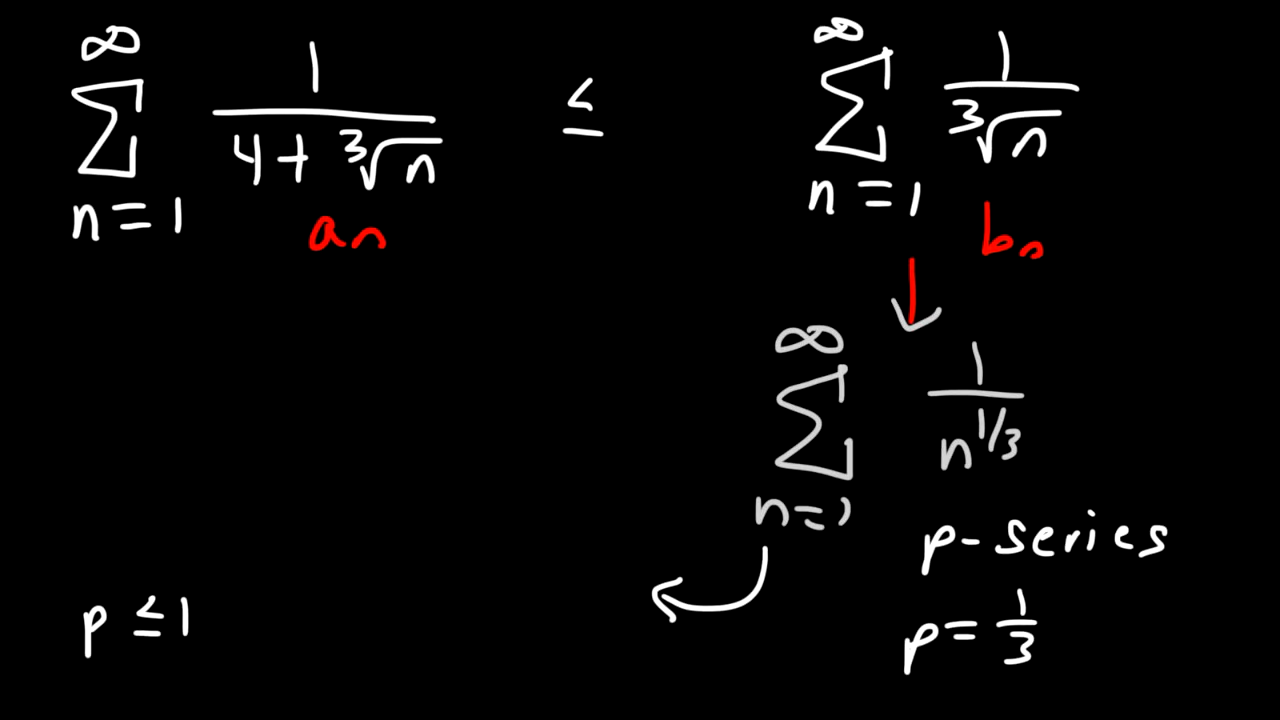 ∞ ∞
∑ 1/(4 + ∛n) ≤ ∑ 1/∛n
n = 1 n = 1
an bn
∞
∑ 1/n^1/3
n = 1
p - series
p ≤ 1
p = 1/3